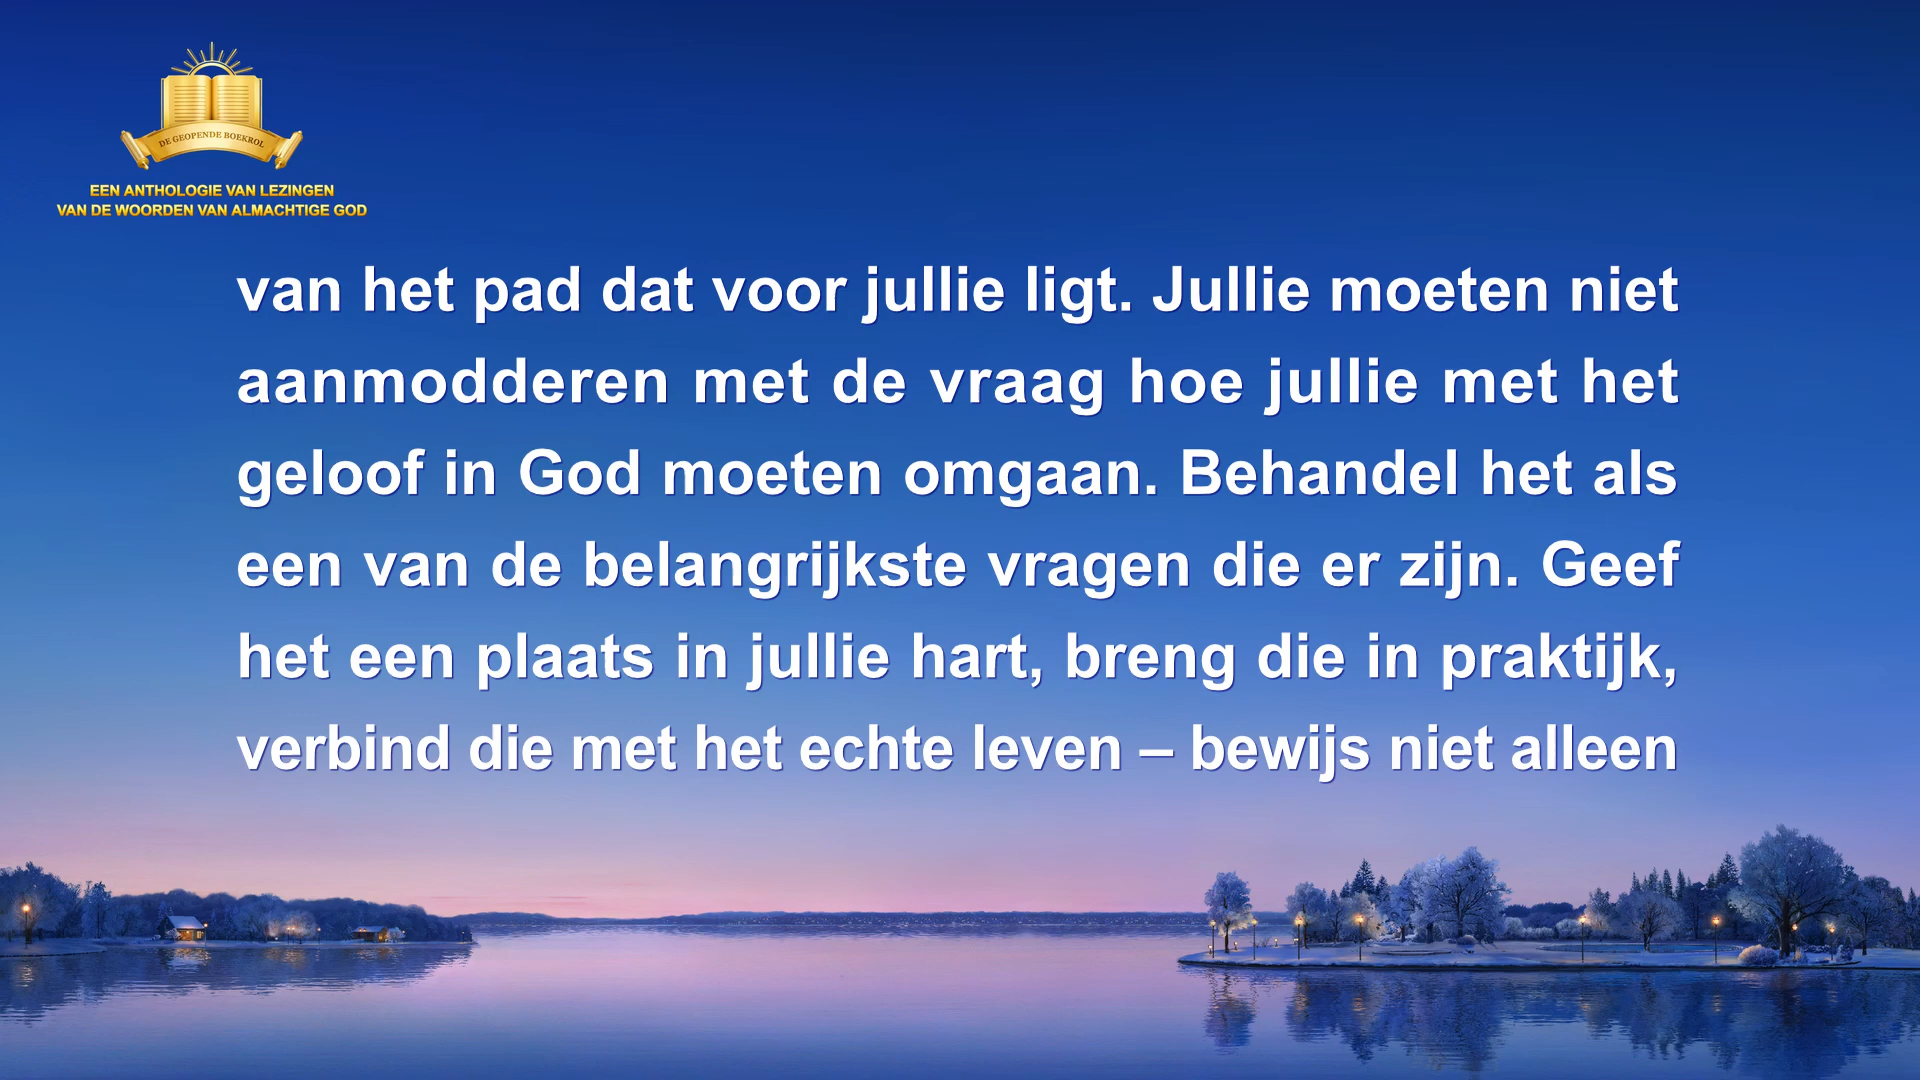 DE GEOPENDE BOEKROL
EEN ANTHOLOGIE VAN LEZINGEN
VAN DE WOORDEN VAN ALMACHTIGE GOD
van het pad dat voor jullie ligt. Jullie moeten niet
aanmodderen met de vraag hoe jullie met het
geloof in God moeten omgaan. Behandel het als
een van de belangrijkste vragen die er zijn. Geef
het een plaats in jullie hart, breng die in praktijk,
verbind die met het echte leven – bewijs niet alleen